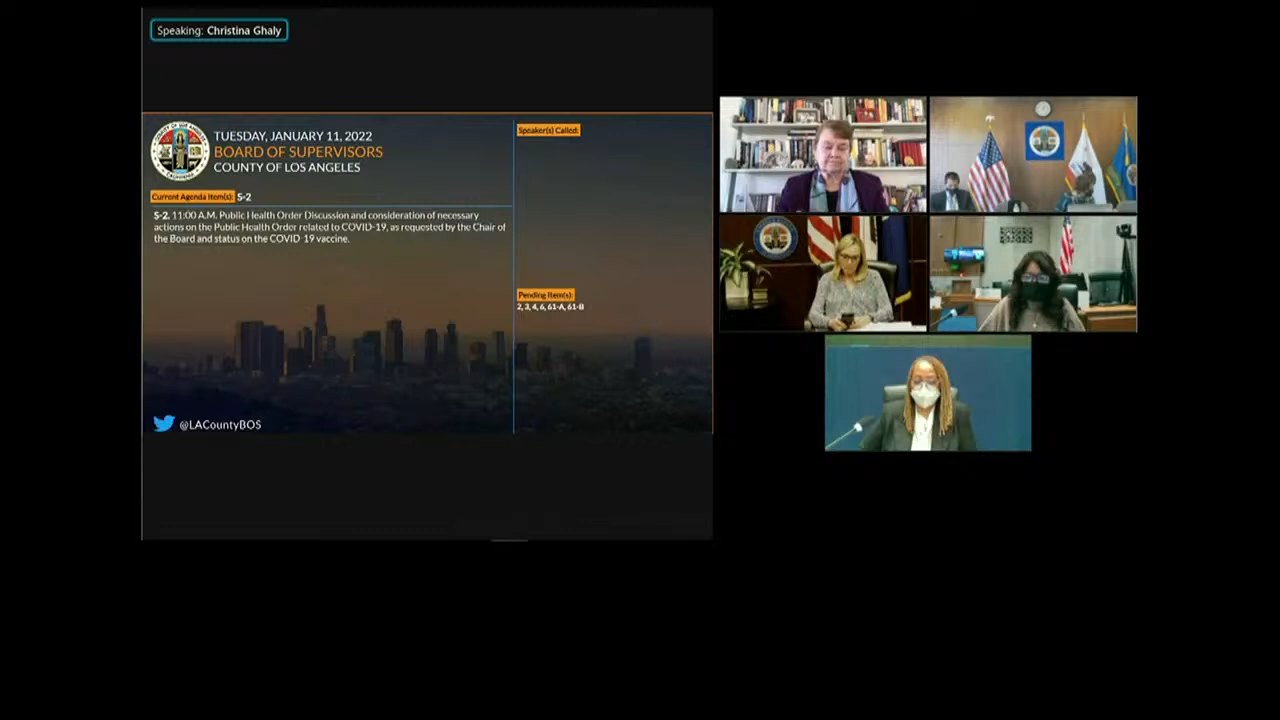 Speaking: Christina Ghaly
TUESDAY, JANUARY 11, 2022
BOARD OF SUPERVISORS
COUNTY OF LOS ANGELES
Current Agenda Item(s): S-2
S-2. 11:00 A.M. Public Health Order Discussion and consideration of necessary
actions on the Public Health Order related to COVID-19, as requested by the Chair of
the Board and status on the COVID-19 vaccine.
Speaker(s) Called:
Pending Item(s):
2, 3, 4, 6, 61-A, 61-B
@LACountyBOS